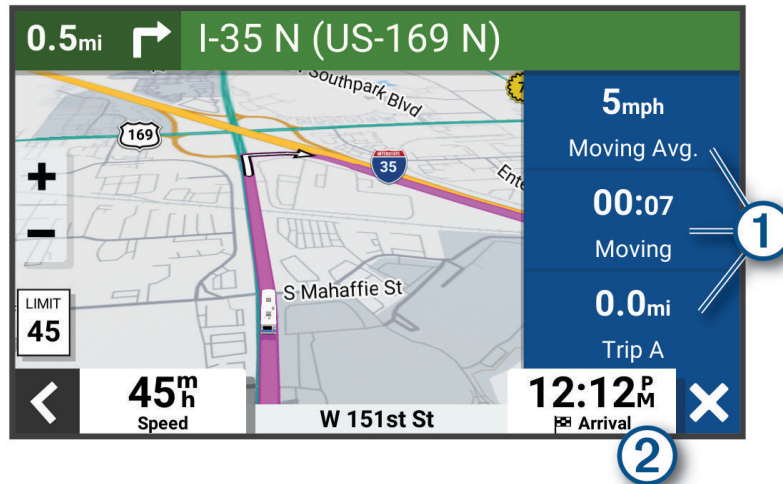 0.5mi I-35 N (US-169 N)
Southpark Blvd
169
INTERSTATE
35
5mph
Moving Avg.
00:07
Moving
0.0mi
Trip A
+
−
S Mahaffie St
LIMIT
45
45mh
Speed
W 151st St
12:12PM
Arrival
1
2